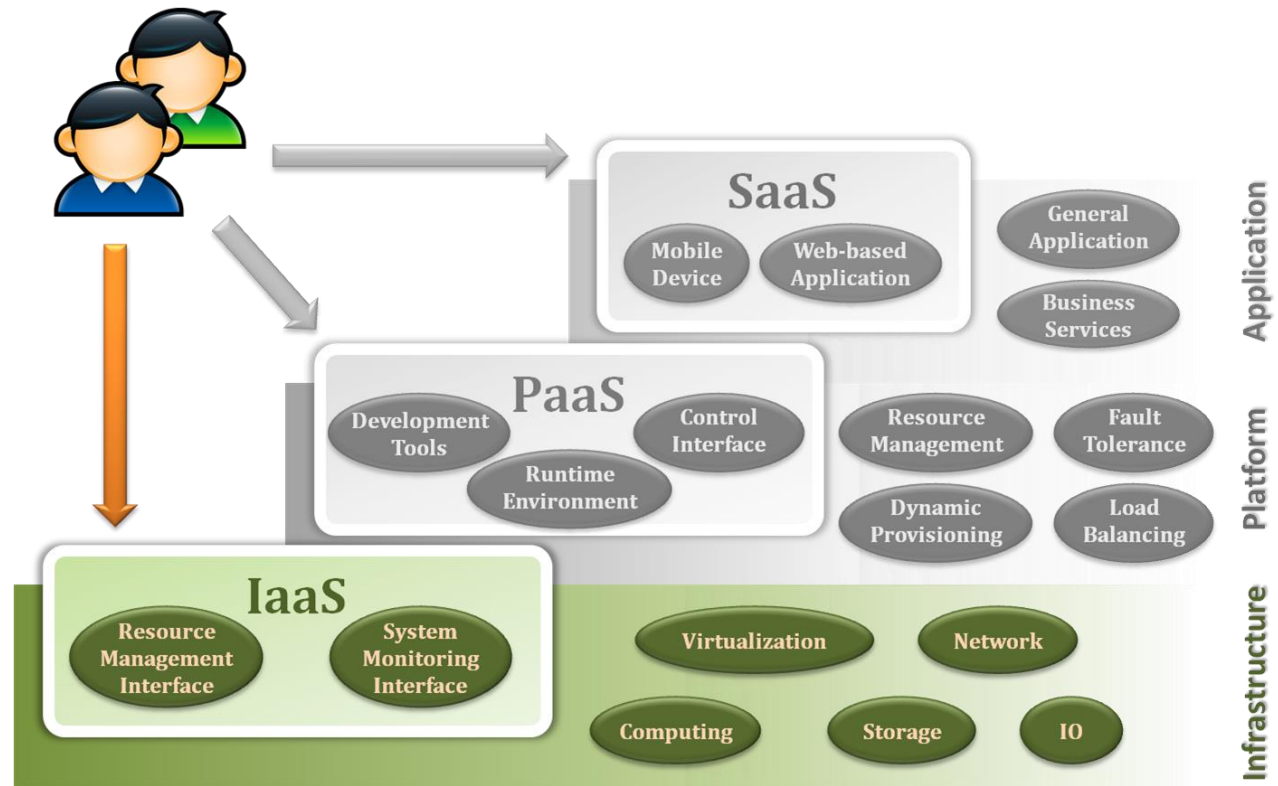 SaaS
Mobile
Device
Web-based
Application
General
Application
Business
Services
Application
PaaS
Development
Tools
Runtime
Environment
Control
Interface
Resource
Management
Fault
Tolerance
Dynamic
Provisioning
Load
Balancing
Platform
IaaS
Resource
Management
Interface
System
Monitoring
Interface
Virtualization
Network
Computing
Storage
IO
Infrastructure